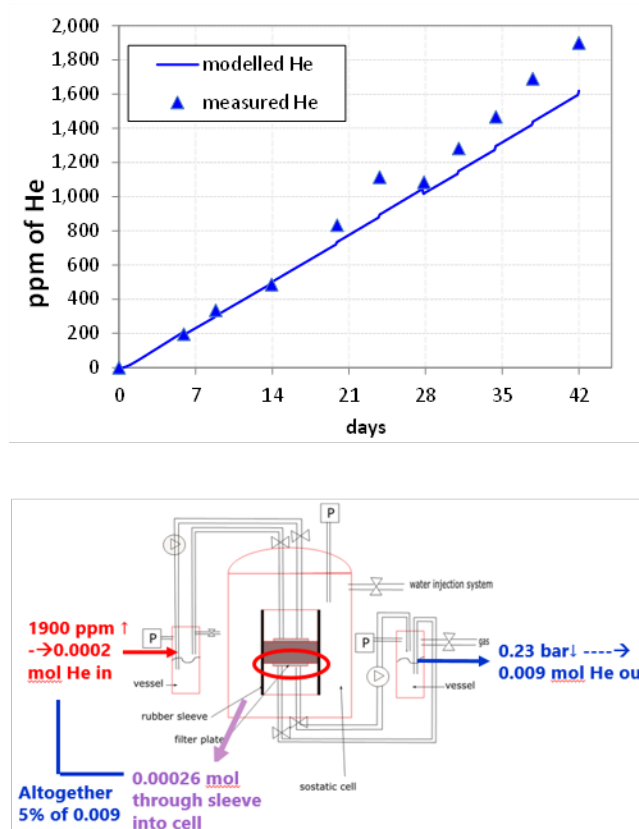 2,000
1,800
1,600
1,400
1,200
1,000
800
600
400
200
0
ppm of He
modelled He
measured He
0 7 14 21 28 35 42
days
P
P
P
water injection system
gas
1900 ppm ↑
-→0.0002
mol He in
vessel
0.23 bar↓ ----→
0.009 mol He ou
vessel
rubber sleeve
filter plate
sostatic cell
0.00026 mol
through sleeve
into cell
Altogether
5% of 0.009